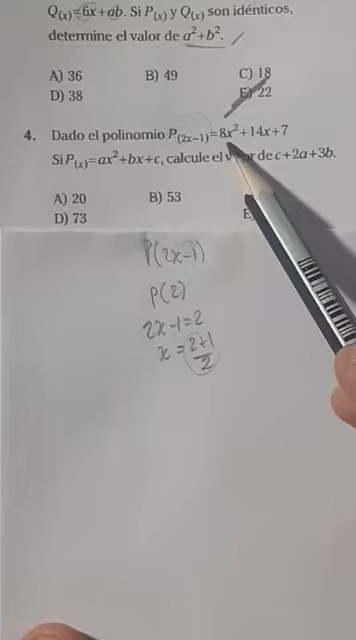 Q(x)=6x+ab. Si P(x) y Q(x) son idénticos,
determine el valor de a²+b².
A) 36 B) 49 C) 18
D) 38 E) 22
4. Dado el polinomio P(2x−1)=8x²+14x+7
Si P(x)=ax²+bx+c, calcule el de c+2a+3b.
A) 20 B) 53
D) 73 E)
P(2x-1)
P(2)
2x-1=2
x = 2+1/2